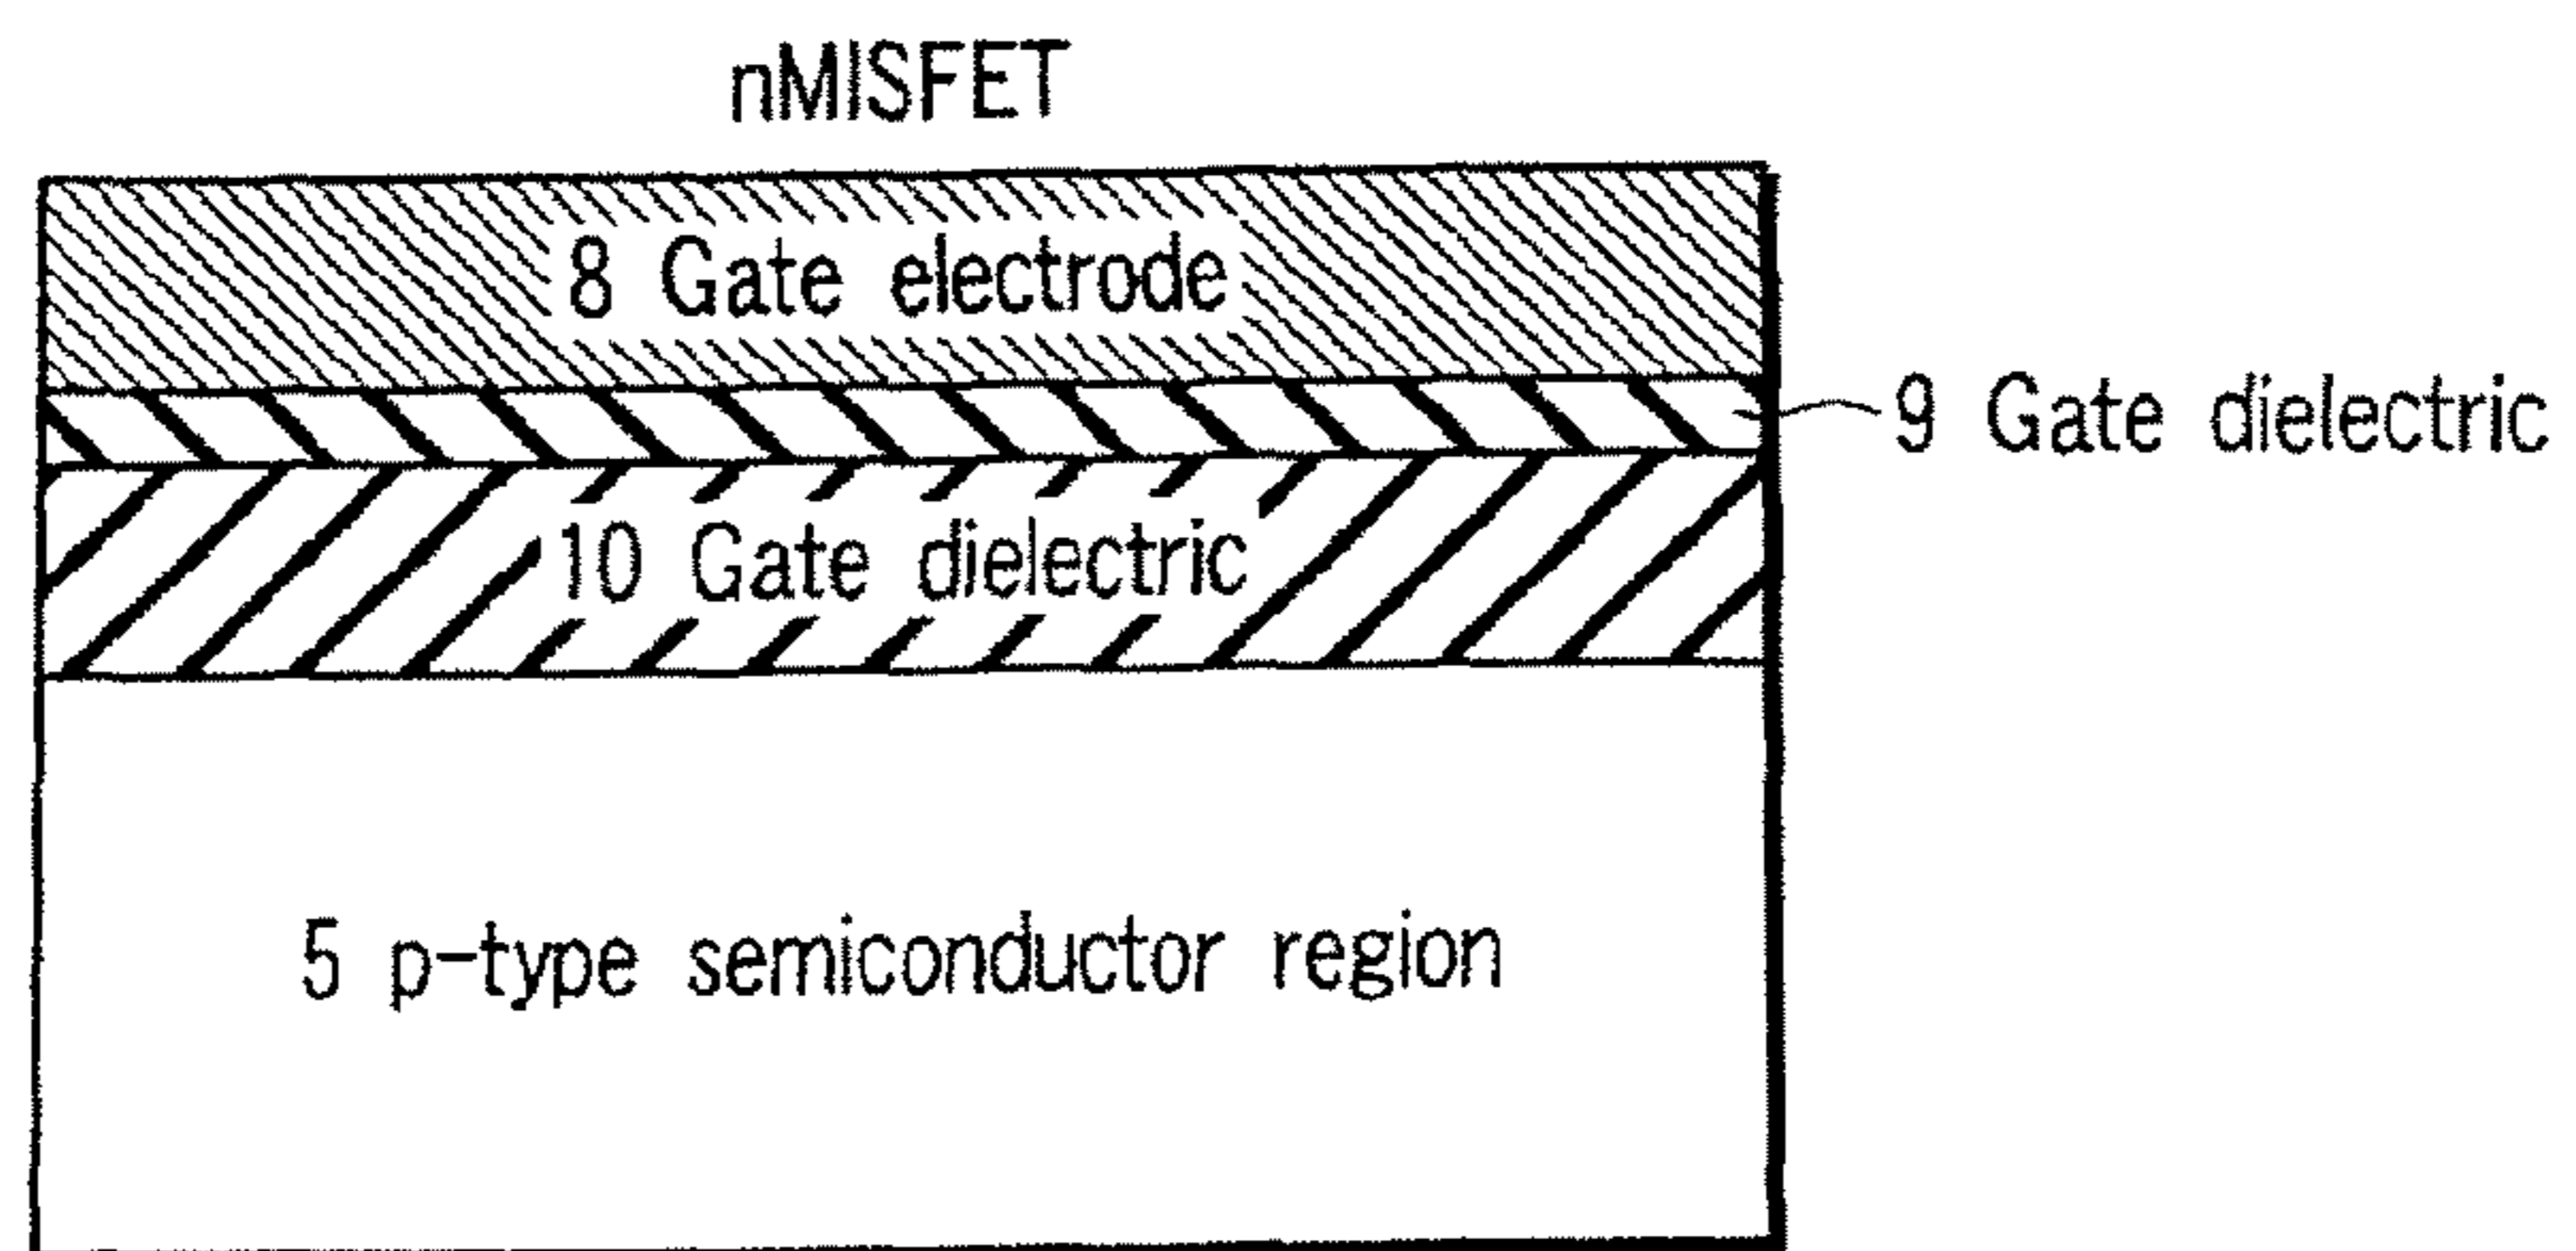 nMISFET
8 Gate electrode
9 Gate dielectric
10 Gate dielectric
5 p-type semiconductor region